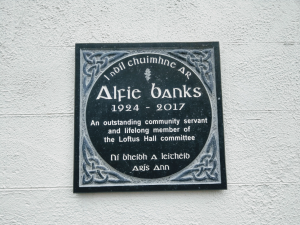 I nDIL CHUIMHNE AR
Alfie Banks
1924 - 2017
An outstanding community servant
and lifelong member of
the Loftus Hall committee
Ní bheidh A leithéid
Arís Ann